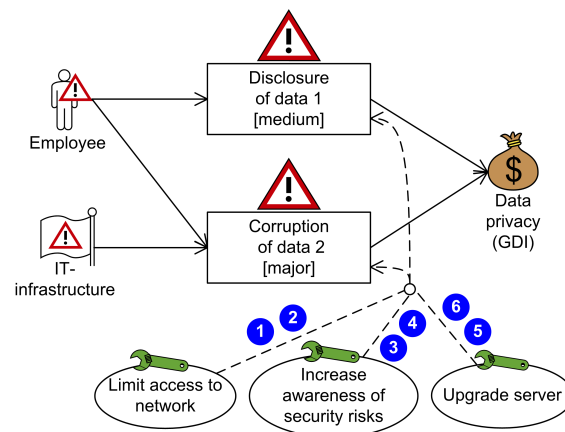 Disclosure
of data 1
[medium]
Employee
$
Data
privacy
(GDI)
Corruption
of data 2
[major]
IT-
infrastructure
1
2
3
4
6
5
Limit access to
network
Increase
awareness of
security risks
Upgrade server